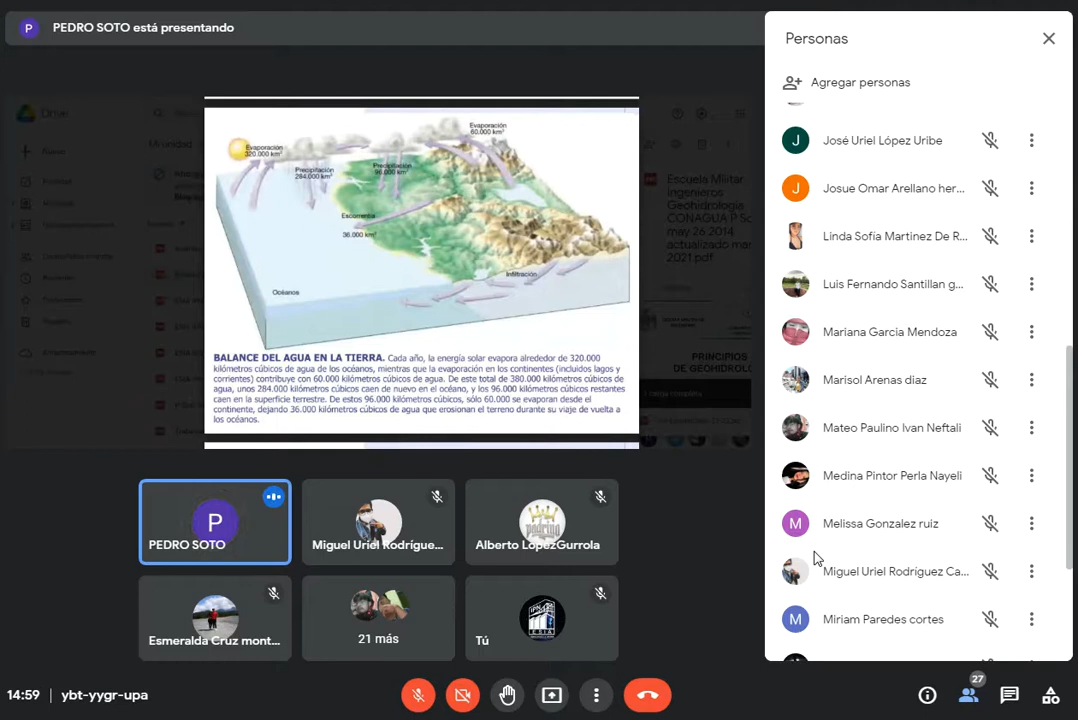 P PEDRO SOTO está presentando
Drive
Evaporación
320.000 km³
Evaporación
60.000 km³
Precipitación
284.000 km³
Precipitación
96.000 km³
Escorrentía
36.000 km³
Infiltración
Océanos
BALANCE DEL AGUA EN LA TIERRA. Cada año, la energía solar evapora alrededor de 320.000
kilómetros cúbicos de agua de los océanos, mientras que la evaporación en los continentes (incluidos lagos y
corrientes) contribuye con 60.000 kilómetros cúbicos de agua. De este total de 380.000 kilómetros cúbicos de
agua, unos 284.000 kilómetros cúbicos caen de nuevo en el océano, y los 96.000 kilómetros cúbicos restantes
caen en la superficie terrestre. De estos 96.000 kilómetros cúbicos, sólo 60.000 se evaporan desde el
continente, dejando 36.000 kilómetros cúbicos de agua que erosionan el terreno durante su viaje de vuelta a
los océanos.
Escuela Militar
ingenieros
Geohidrologia
CONAGUA P
may 26 2014
actualizado mar
2021.pdf
PRINCIPIOS
DE GEOHIDROL
P
PEDRO SOTO
Miguel Uriel Rodrígue...
padrino
Alberto LopezGurrola
Esmeralda Cruz mont...
21 más
IPN
ESIA
Tú
14:59 | ybt-yygr-upa
27
Personas
Agregar personas
J José Uriel López Uribe
J Josue Omar Arellano her...
Linda Sofía Martinez De R...
Luis Fernando Santillan g...
Mariana García Mendoza
Marisol Arenas diaz
Mateo Paulino Ivan Neftali
Medina Pintor Perla Nayeli
M Melissa Gonzalez ruiz
Miguel Uriel Rodríguez Ca...
M Miriam Paredes cortes